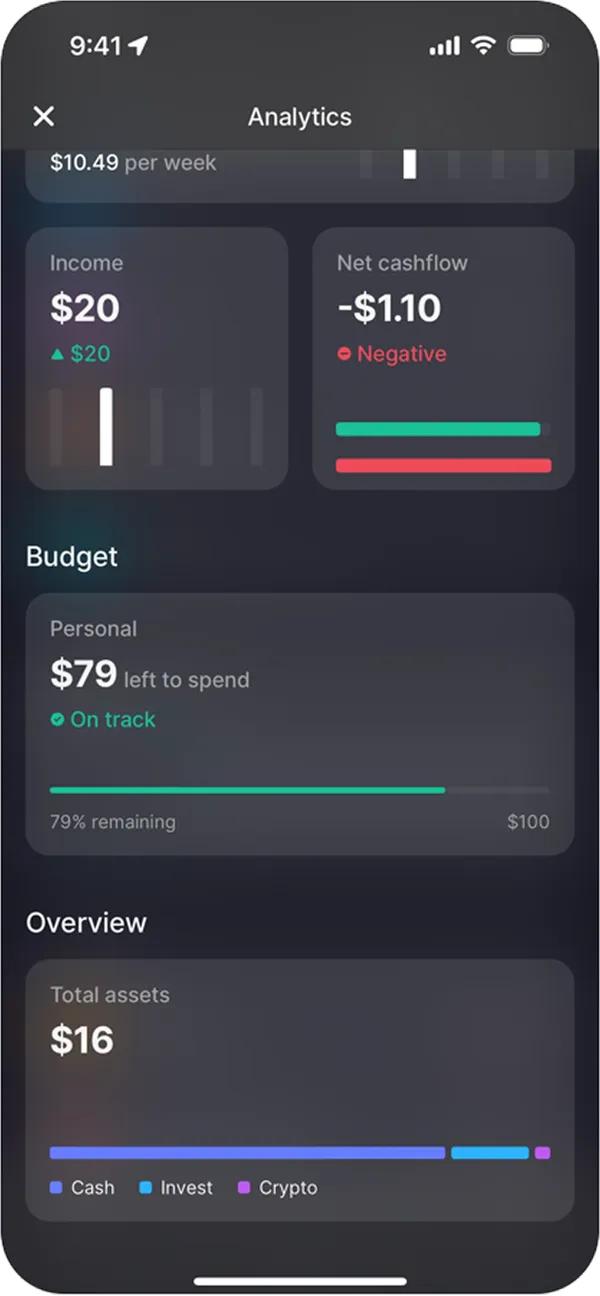 9:41
Analytics
$10.49 per week
Income
$20
$20
Net cashflow
-$1.10
Negative
Budget
Personal
$79 left to spend
On track
79% remaining
$100
Overview
Total assets
$16
Cash
Invest
Crypto